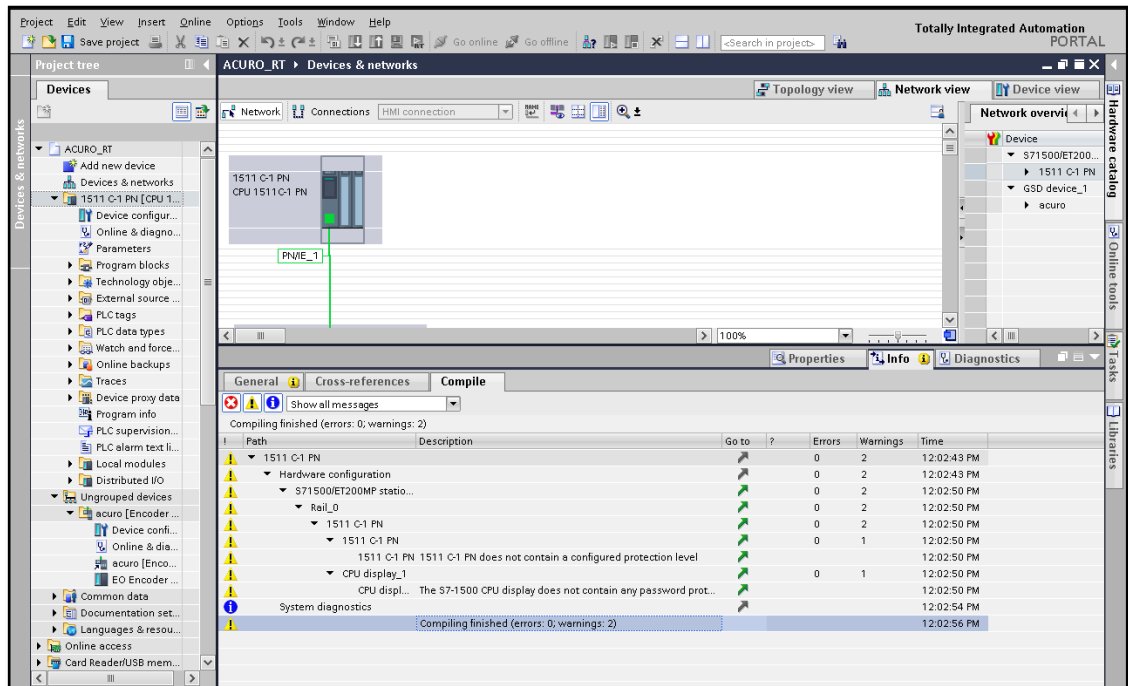 Project Edit View Insert Online Options Tools Window Help
Totally Integrated Automation
PORTAL
Save project Go online Go offline <Search in project>
Project tree
ACURO_RT Devices & networks
Devices
Topology view Network view Device view
Network Connections HMI connection
Network overvie
Devices & networks
ACURO_RT
Add new device
Devices & networks
1511 C-1 PN [CPU 1...
Device configur...
Online & diagno...
Parameters
Program blocks
Technology obje...
External source ...
PLC tags
PLC data types
Watch and force...
Online backups
Traces
Device proxy data
Program info
PLC supervision...
PLC alarm text li...
Local modules
Distributed I/O
Ungrouped devices
acuro [Encoder ...
Device confi...
Online & dia...
acuro [Enco...
EO Encoder ...
Common data
Documentation set...
Languages & resou...
Online access
Card Reader/USB mem...
1511 C-1 PN
CPU 1511C-1 PN
PN/IE_1
100%
Device
S71500/ET200...
1511 C-1 PN
GSD device_1
acuro
Hardware catalog
Online tools
Tasks
Libraries
Properties Info Diagnostics
General Cross-references Compile
Show all messages
Compiling finished (errors: 0; warnings: 2)
! Path Description Go to ? Errors Warnings Time
1511 C-1 PN 0 2 12:02:43 PM
Hardware configuration 0 2 12:02:43 PM
S71500/ET200MP statio... 0 2 12:02:50 PM
Rail_0 0 2 12:02:50 PM
1511 C-1 PN 0 2 12:02:50 PM
1511 C-1 PN 0 1 12:02:50 PM
1511 C-1 PN 1511 C-1 PN does not contain a configured protection level 12:02:50 PM
CPU display_1 0 1 12:02:50 PM
CPU displ... The S7-1500 CPU display does not contain any password prot... 12:02:50 PM
System diagnostics 12:02:54 PM
Compiling finished (errors: 0; warnings: 2) 12:02:56 PM